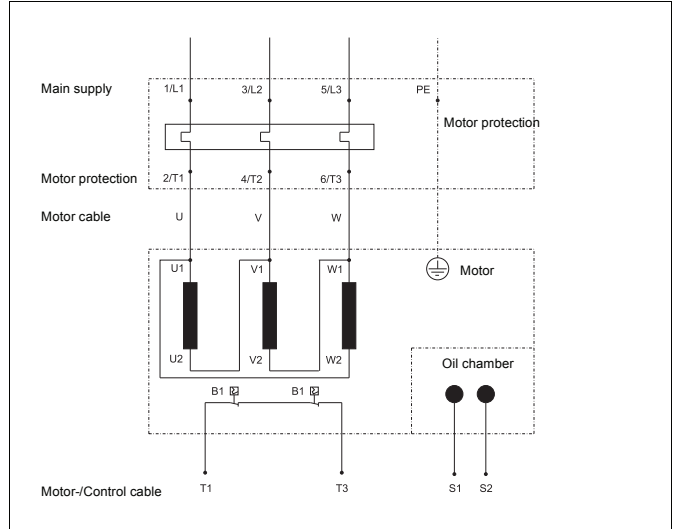 Main supply 1/L1 3/L2 5/L3 PE
Motor protection
Motor protection 2/T1 4/T2 6/T3
Motor cable U V W
U1 V1 W1 Motor
U2 V2 W2 Oil chamber
B1 B1
Motor-/Control cable T1 T3 S1 S2